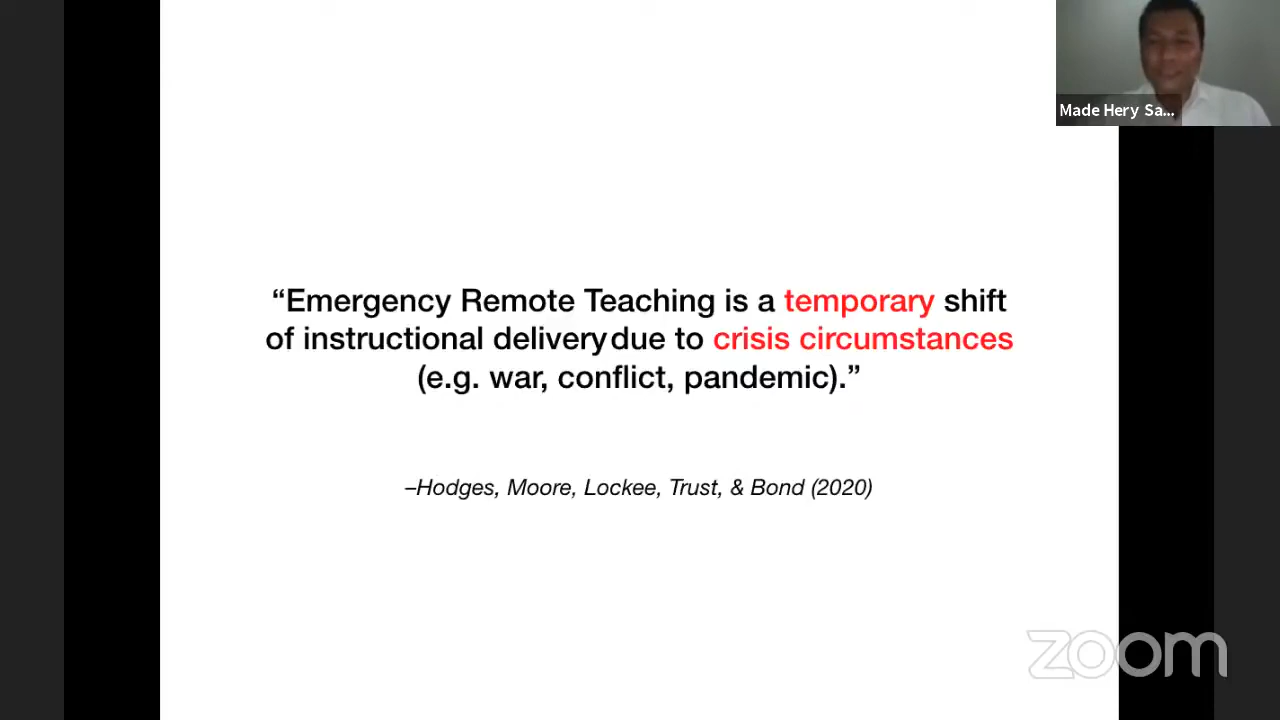 Made Hery Sa...
“Emergency Remote Teaching is a temporary shift
of instructional delivery due to crisis circumstances
(e.g. war, conflict, pandemic).”
–Hodges, Moore, Lockee, Trust, & Bond (2020)
zoom